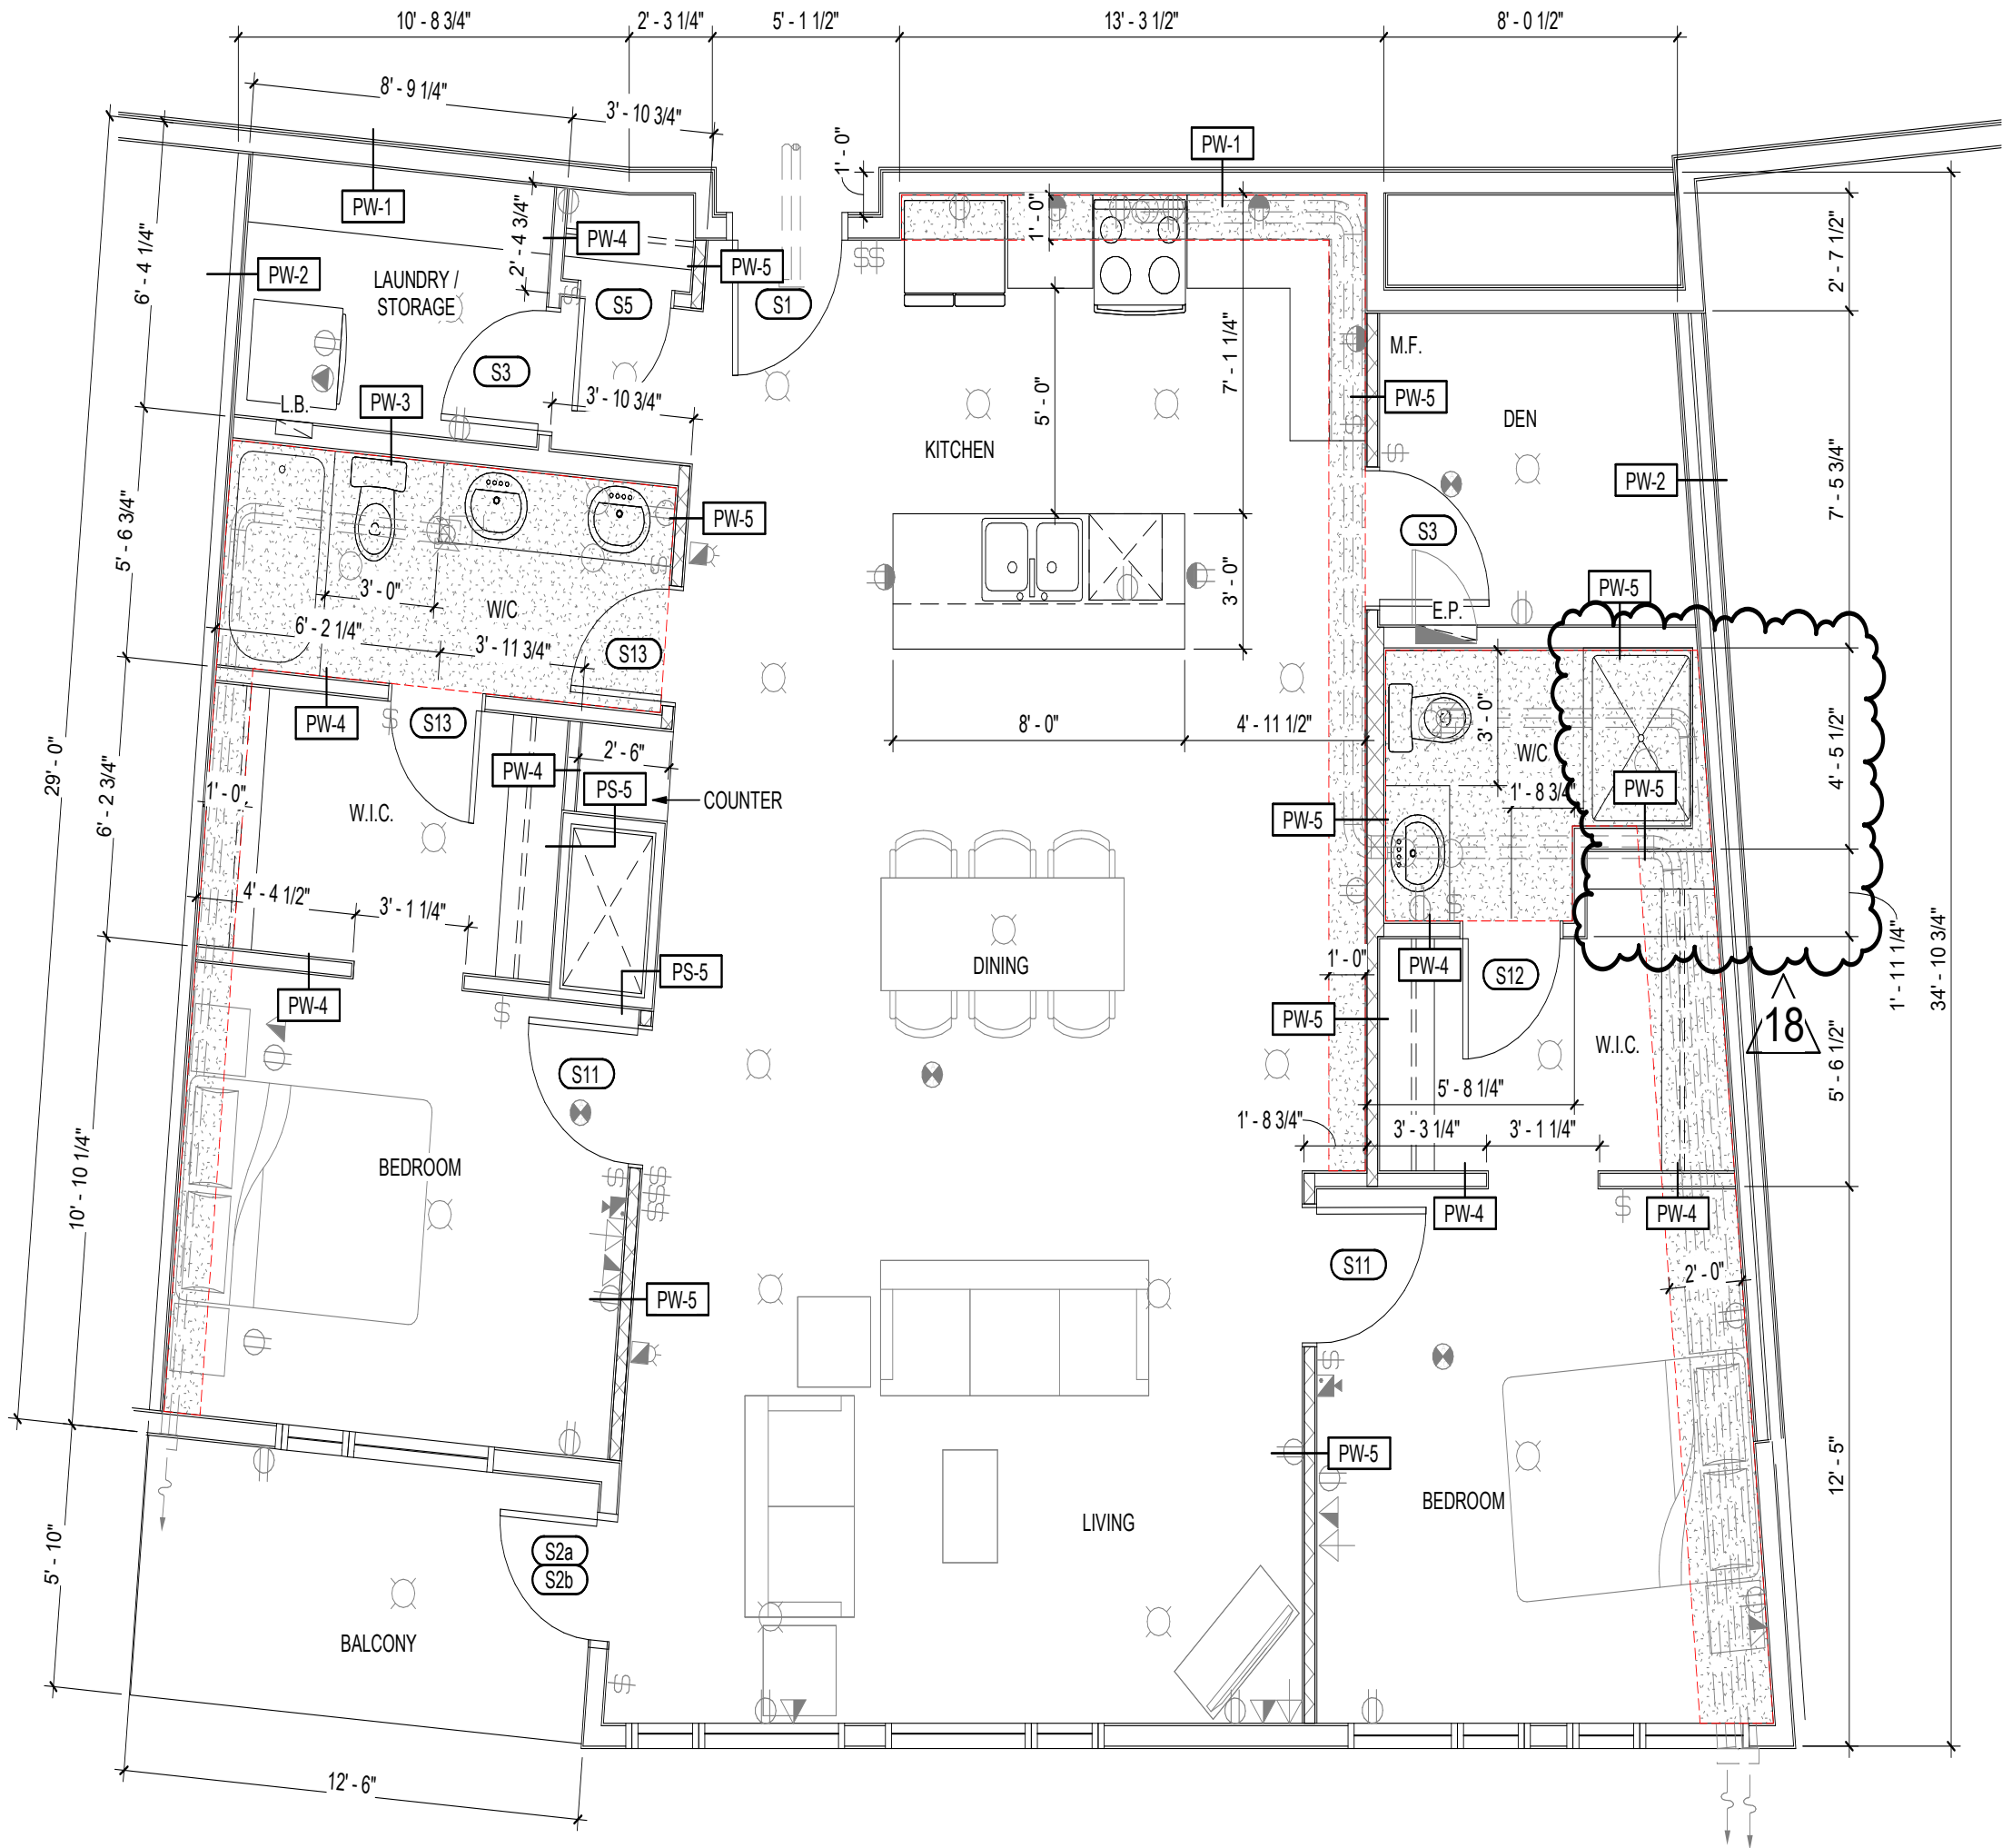 10' - 8 3/4"
2' - 3 1/4"
5' - 1 1/2"
13' - 3 1/2"
8' - 0 1/2"
8' - 9 1/4"
3' - 10 3/4"
1' - 0"
PW-1
PW-1
PW-4
2' - 4 3/4"
PW-5
1' - 0"
6' - 4 1/4"
PW-2
LAUNDRY /
STORAGE
S5
S1
SS
2' - 7 1/2"
S3
7' - 1 1/4"
5' - 0"
M.F.
L.B.
PW-3
3' - 10 3/4"
PW-5
DEN
KITCHEN
S
S
PW-2
7' - 5 3/4"
5' - 6 3/4"
PW-5
S3
S
3' - 0"
W/C
3' - 0"
PW-5
E.P.
6' - 2 1/4"
3' - 11 3/4"
S13
PW-4
S
S13
8' - 0"
4' - 11 1/2"
3' - 0"
W/C
4' - 5 1/2"
29' - 0"
6' - 2 3/4"
1' - 0"
2' - 6"
PW-4
PS-5
COUNTER
PW-5
1' - 8 3/4"
W.I.C.
PW-5
4' - 4 1/2"
3' - 1 1/4"
S
DINING
1' - 0"
PS-5
PW-4
S12
1' - 11 1/4"
34' - 10 3/4"
PW-4
S
PW-5
18
W.I.C.
S11
5' - 8 1/4"
5' - 6 1/2"
10' - 10 1/4"
1' - 8 3/4"
3' - 3 1/4"
3' - 1 1/4"
BEDROOM
S
SSS
PW-4
S
PW-4
S11
2' - 0"
PW-5
S
PW-5
12' - 5"
BEDROOM
LIVING
5' - 10"
S2a
S2b
BALCONY
S
12' - 6"